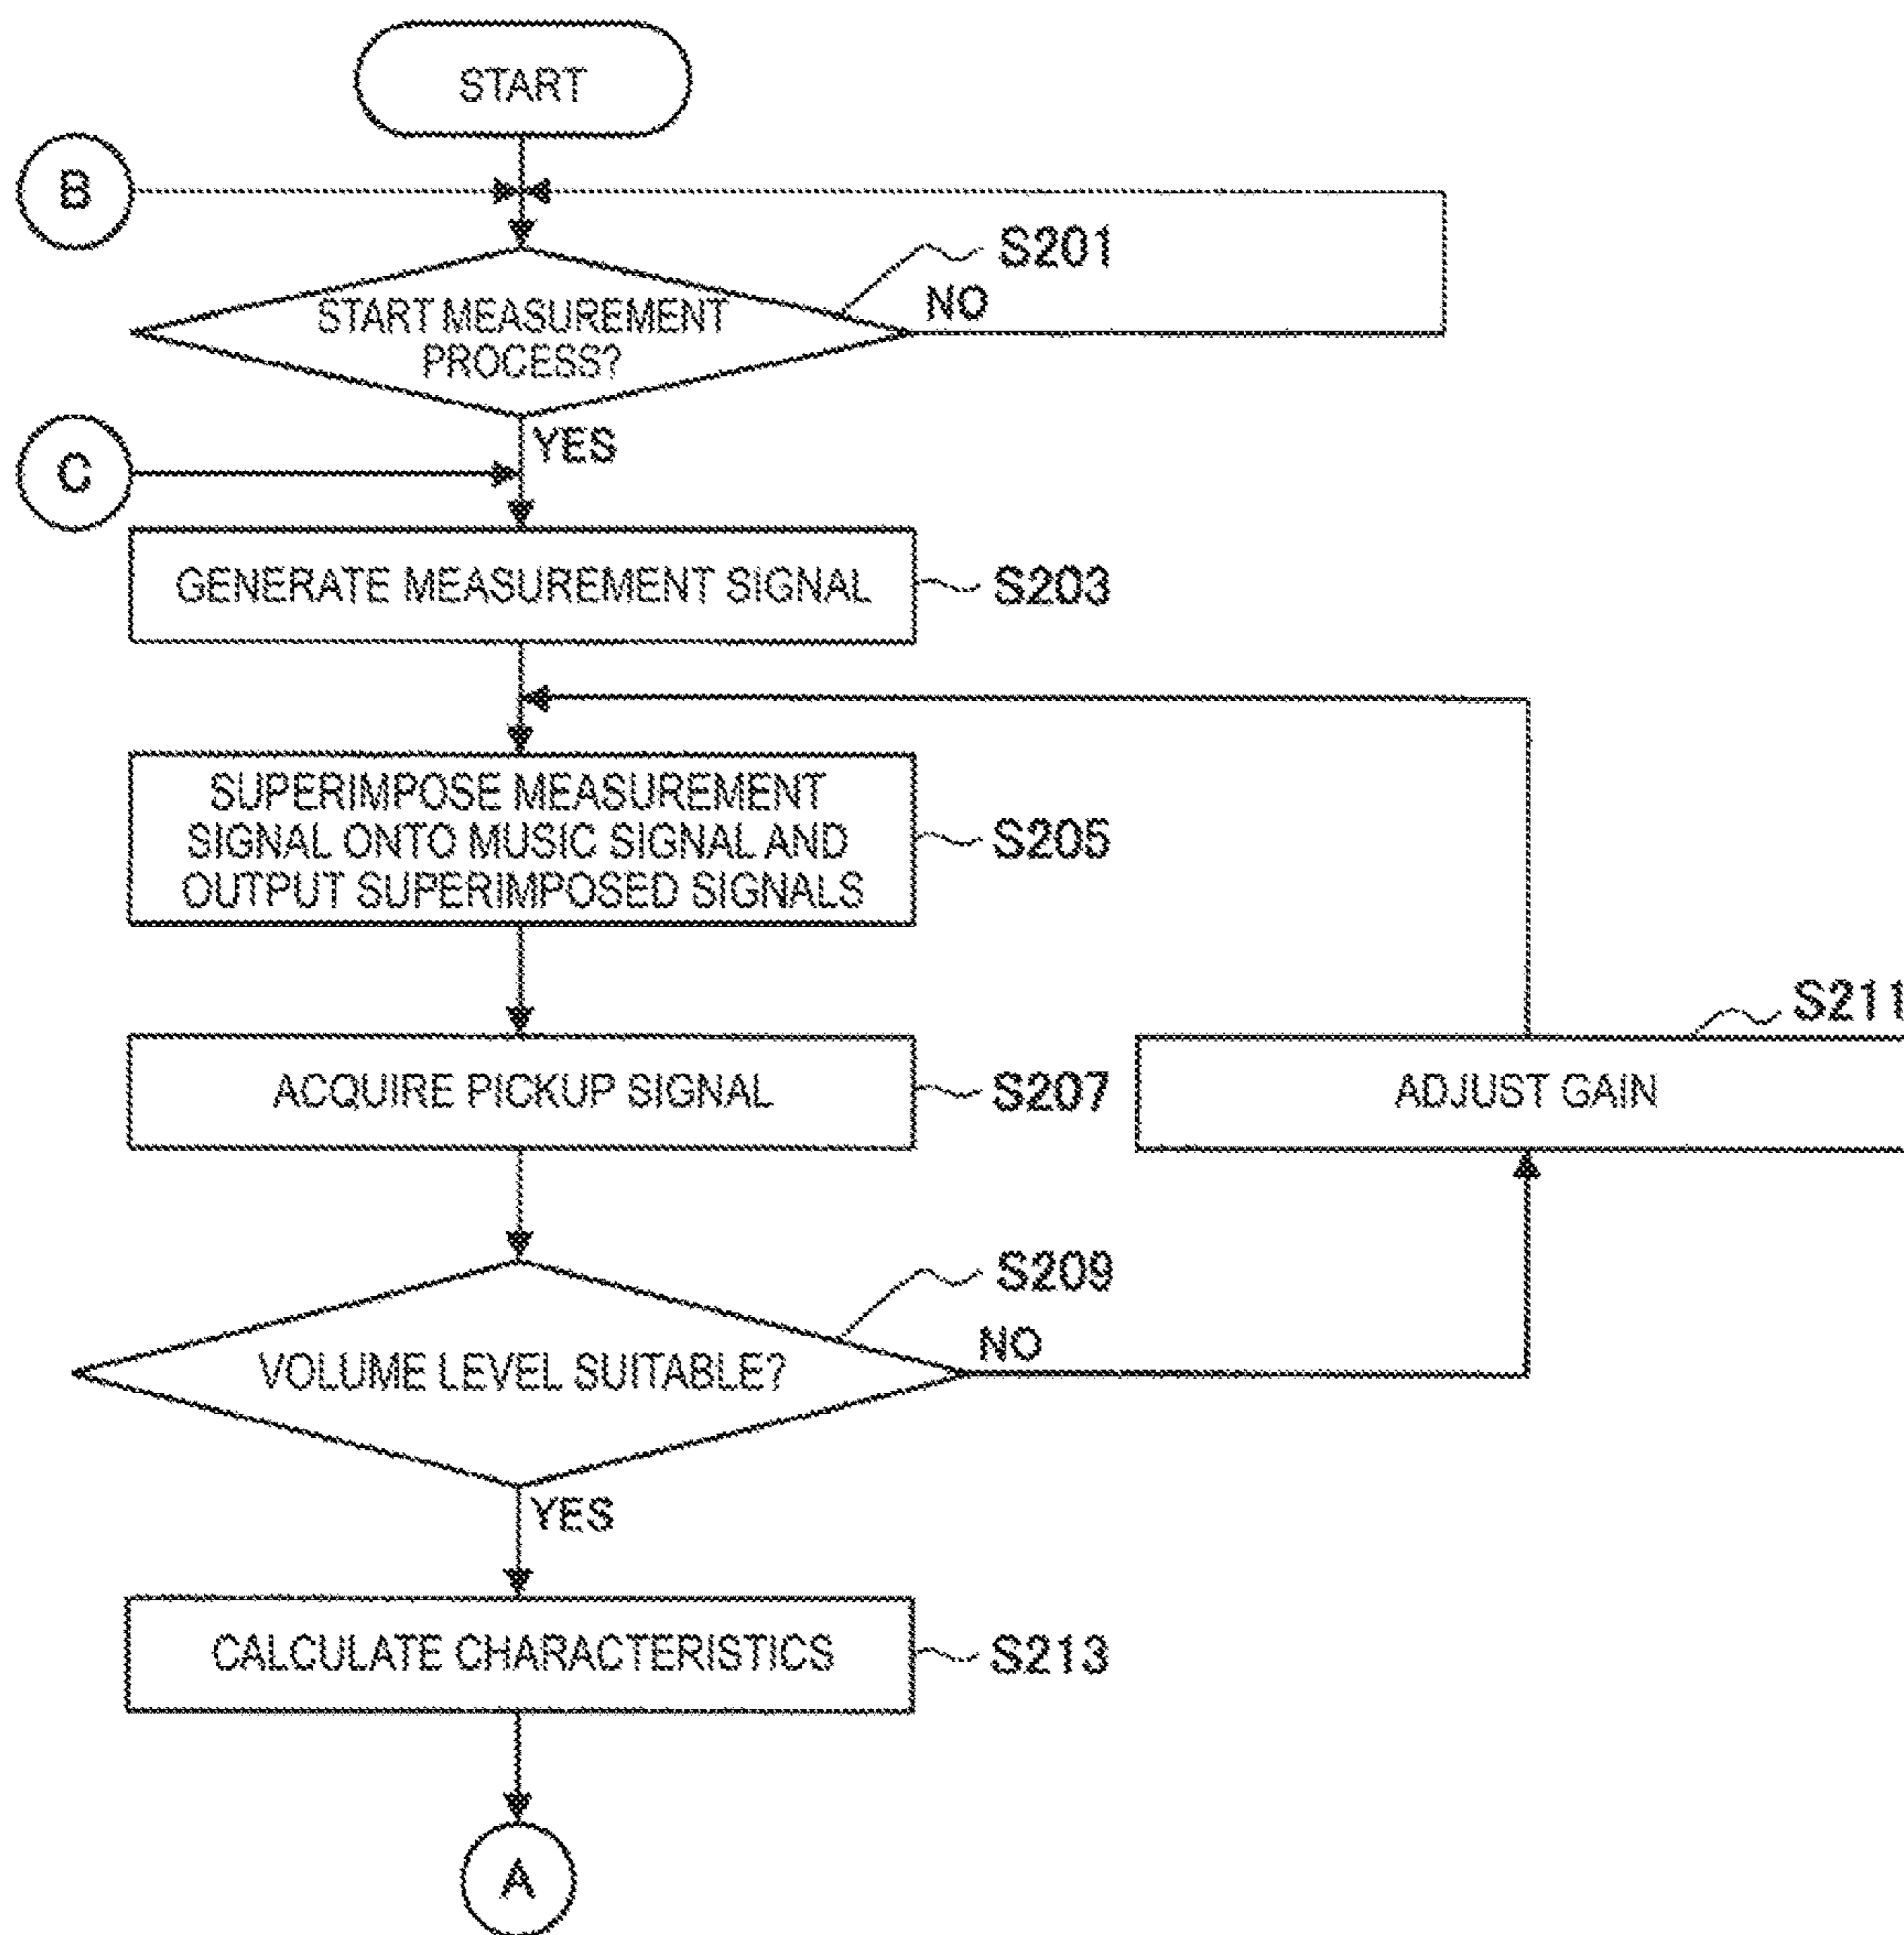 START
B
S201
START MEASUREMENT
PROCESS?
NO
YES
C
GENERATE MEASUREMENT SIGNAL
S203
SUPERIMPOSE MEASUREMENT
SIGNAL ONTO MUSIC SIGNAL AND
OUTPUT SUPERIMPOSED SIGNALS
S205
S211
ACQUIRE PICKUP SIGNAL
S207
ADJUST GAIN
S209
VOLUME LEVEL SUITABLE?
NO
YES
CALCULATE CHARACTERISTICS
S213
A